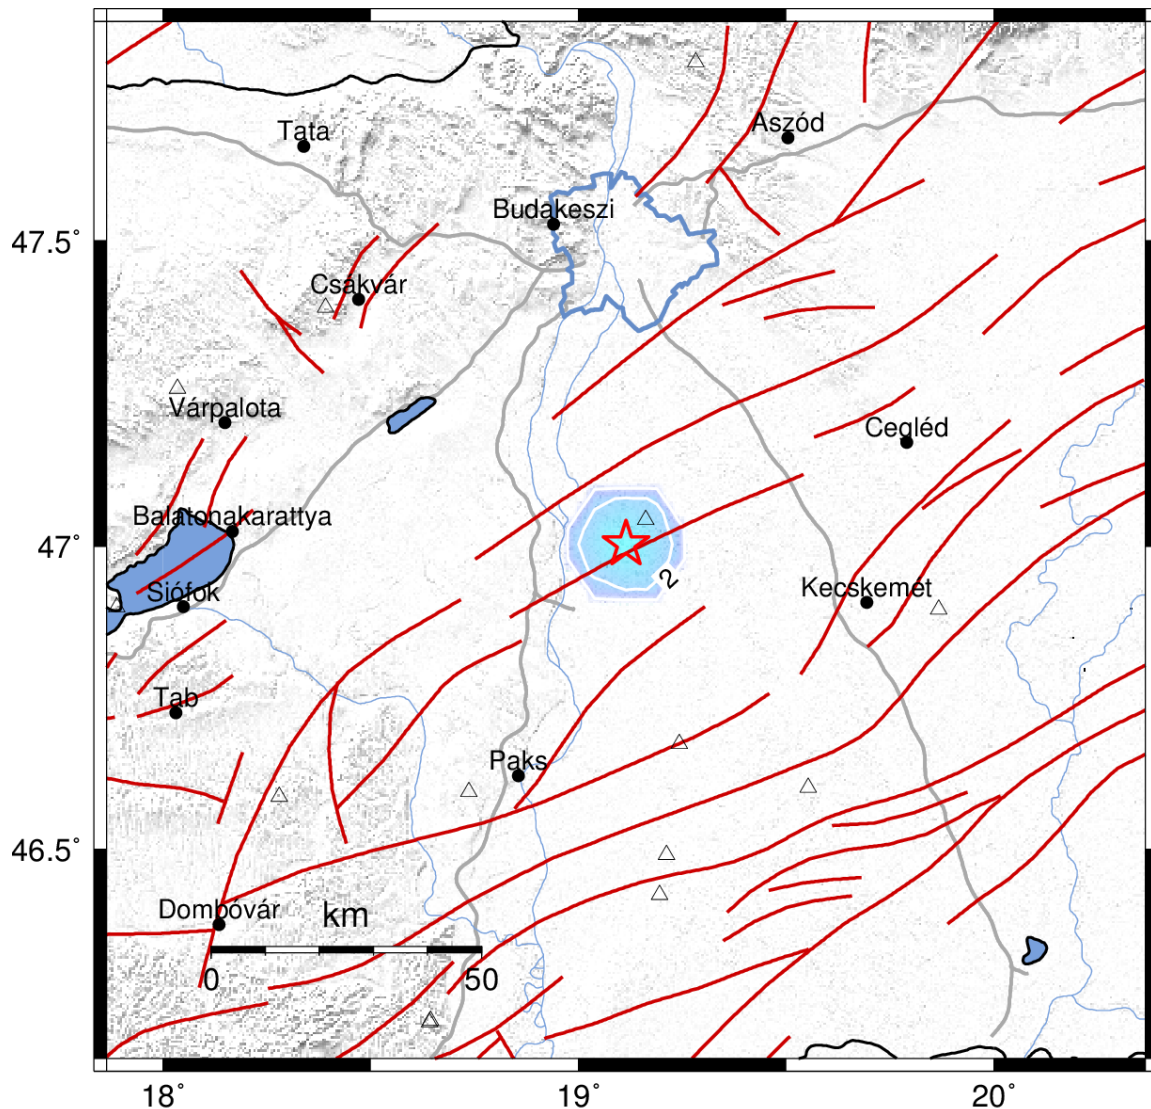 Tata
Aszód
Budakeszi
47.5˚
Csákvár
Várpalota
Cegléd
Balatonakarattya
47˚
2
Siófok
Kecskemét
Tab
Paks
46.5˚
Dombóvár
km
0 50
18˚ 19˚ 20˚